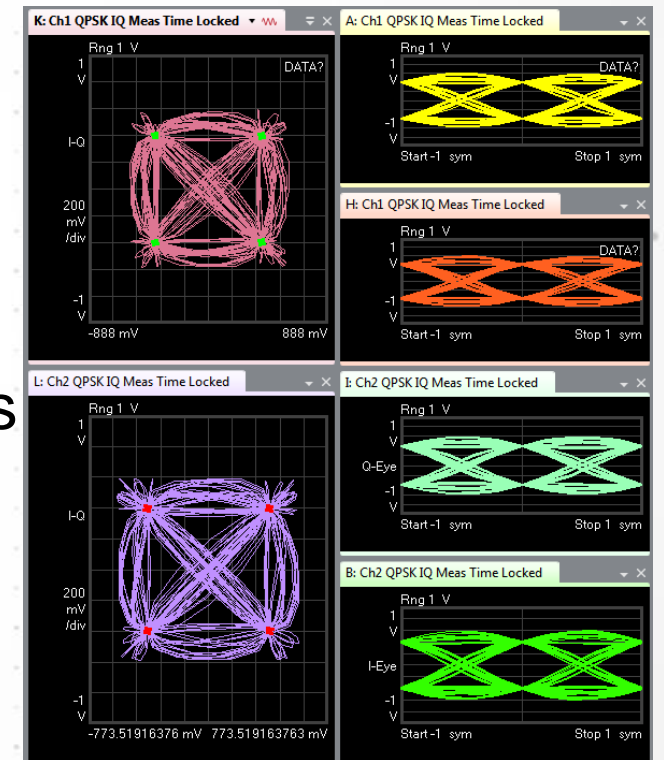 K: Ch1 QPSK IQ Meas Time Locked
Rng 1 V
1
V
DATA?
I-Q
200
mV
/div
-1
V
-888 mV 888 mV
A: Ch1 QPSK IQ Meas Time Locked
Rng 1 V
1
V
DATA?
-1
V
Start -1 sym Stop 1 sym
H: Ch1 QPSK IQ Meas Time Locked
Rng 1 V
1
V
DATA?
-1
V
Start -1 sym Stop 1 sym
s
L: Ch2 QPSK IQ Meas Time Locked
Rng 1 V
1
V
I-Q
200
mV
/div
-1
V
-773.51916376 mV 773.519163763 mV
I: Ch2 QPSK IQ Meas Time Locked
Rng 1 V
1
V
Q-Eye
-1
V
Start -1 sym Stop 1 sym
B: Ch2 QPSK IQ Meas Time Locked
Rng 1 V
1
V
I-Eye
-1
V
Start -1 sym Stop 1 sym